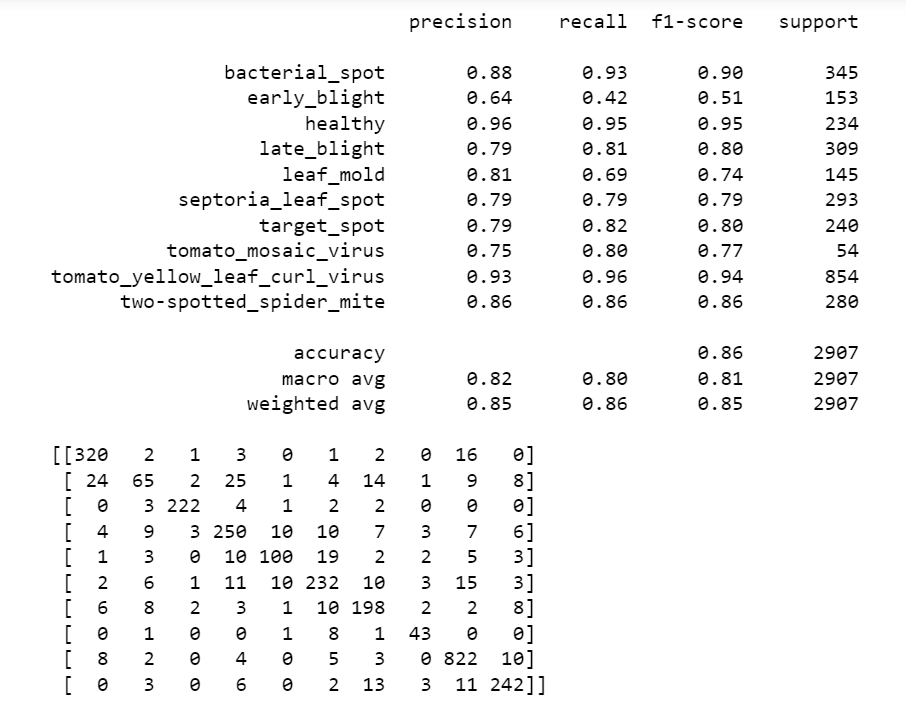 precision recall f1-score support
bacterial_spot 0.88 0.93 0.90 345
early_blight 0.64 0.42 0.51 153
healthy 0.96 0.95 0.95 234
late_blight 0.79 0.81 0.80 309
leaf_mold 0.81 0.69 0.74 145
septoria_leaf_spot 0.79 0.79 0.79 293
target_spot 0.79 0.82 0.80 240
tomato_mosaic_virus 0.75 0.80 0.77 54
tomato_yellow_leaf_curl_virus 0.93 0.96 0.94 854
two-spotted_spider_mite 0.86 0.86 0.86 280
accuracy 0.86 2907
macro avg 0.82 0.80 0.81 2907
weighted avg 0.85 0.86 0.85 2907
[[320 2 1 3 0 1 2 0 16 0]
[ 24 65 2 25 1 4 14 1 9 8]
[ 0 3 222 4 1 2 2 0 0 0]
[ 4 9 3 250 10 10 7 3 7 6]
[ 1 3 0 10 100 19 2 2 5 3]
[ 2 6 1 11 10 232 10 3 15 3]
[ 6 8 2 3 1 10 198 2 2 8]
[ 0 1 0 0 1 8 1 43 0 0]
[ 8 2 0 4 0 5 3 0 822 10]
[ 0 3 0 6 0 2 13 3 11 242]]